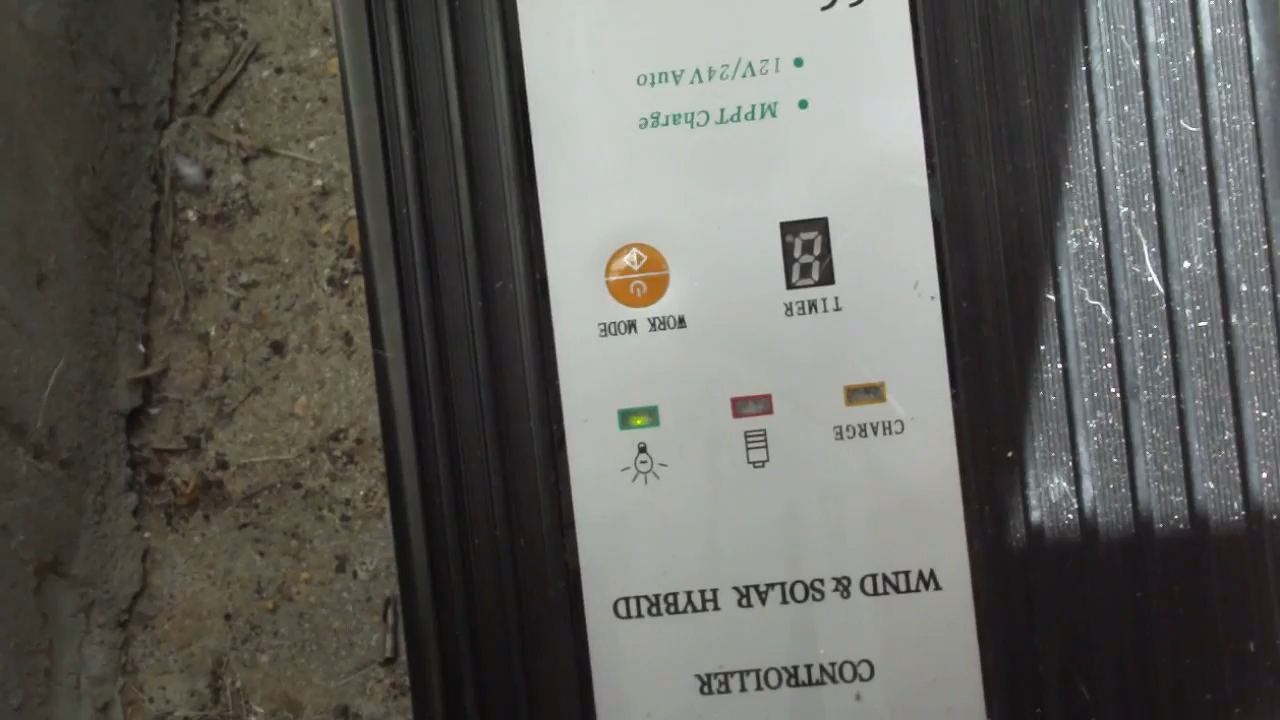 CONTROLLER
WIND & SOLAR HYBRID
CHARGE
TIMER
WORK MODE
• MPPT Charge
• 12V/24V Auto